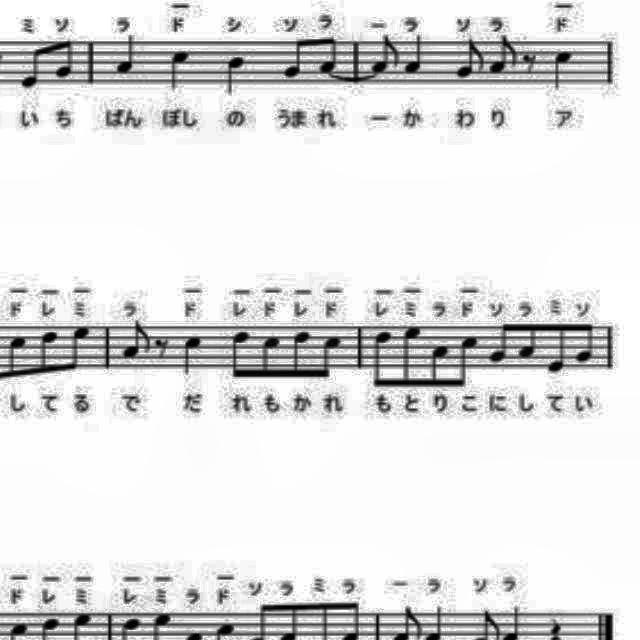 ミ ソ ラ ド シ ソ ラ ー ラ ソ ラ ド
い ち ばん ぼし の うま れ ー か わ り ア
ド レ ミ ラ ド レ ド レ ド レ ミ ラ ド ソ ラ ミ ソ
し て る で だ れ も か れ も と り こ に し て い
ド レ ミ レ ミ ラ ド ソ ラ ミ ラ ー ラ ソ ラ